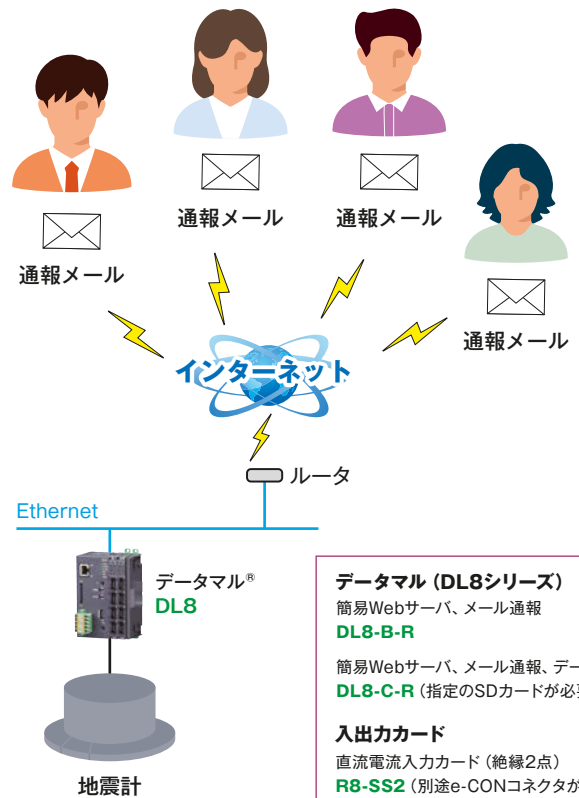 通報メール
通報メール
通報メール
通報メール
インターネット
ルータ
Ethernet
データマル®
DL8
地震計
データマル（DL8シリーズ）
簡易Webサーバ、メール通報
DL8-B-R
簡易Webサーバ、メール通報、デー
DL8-C-R（指定のSDカードが必
入出力カード
直流電流入力カード（絶縁2点）
R8-SS2（別途e-CONコネクタが